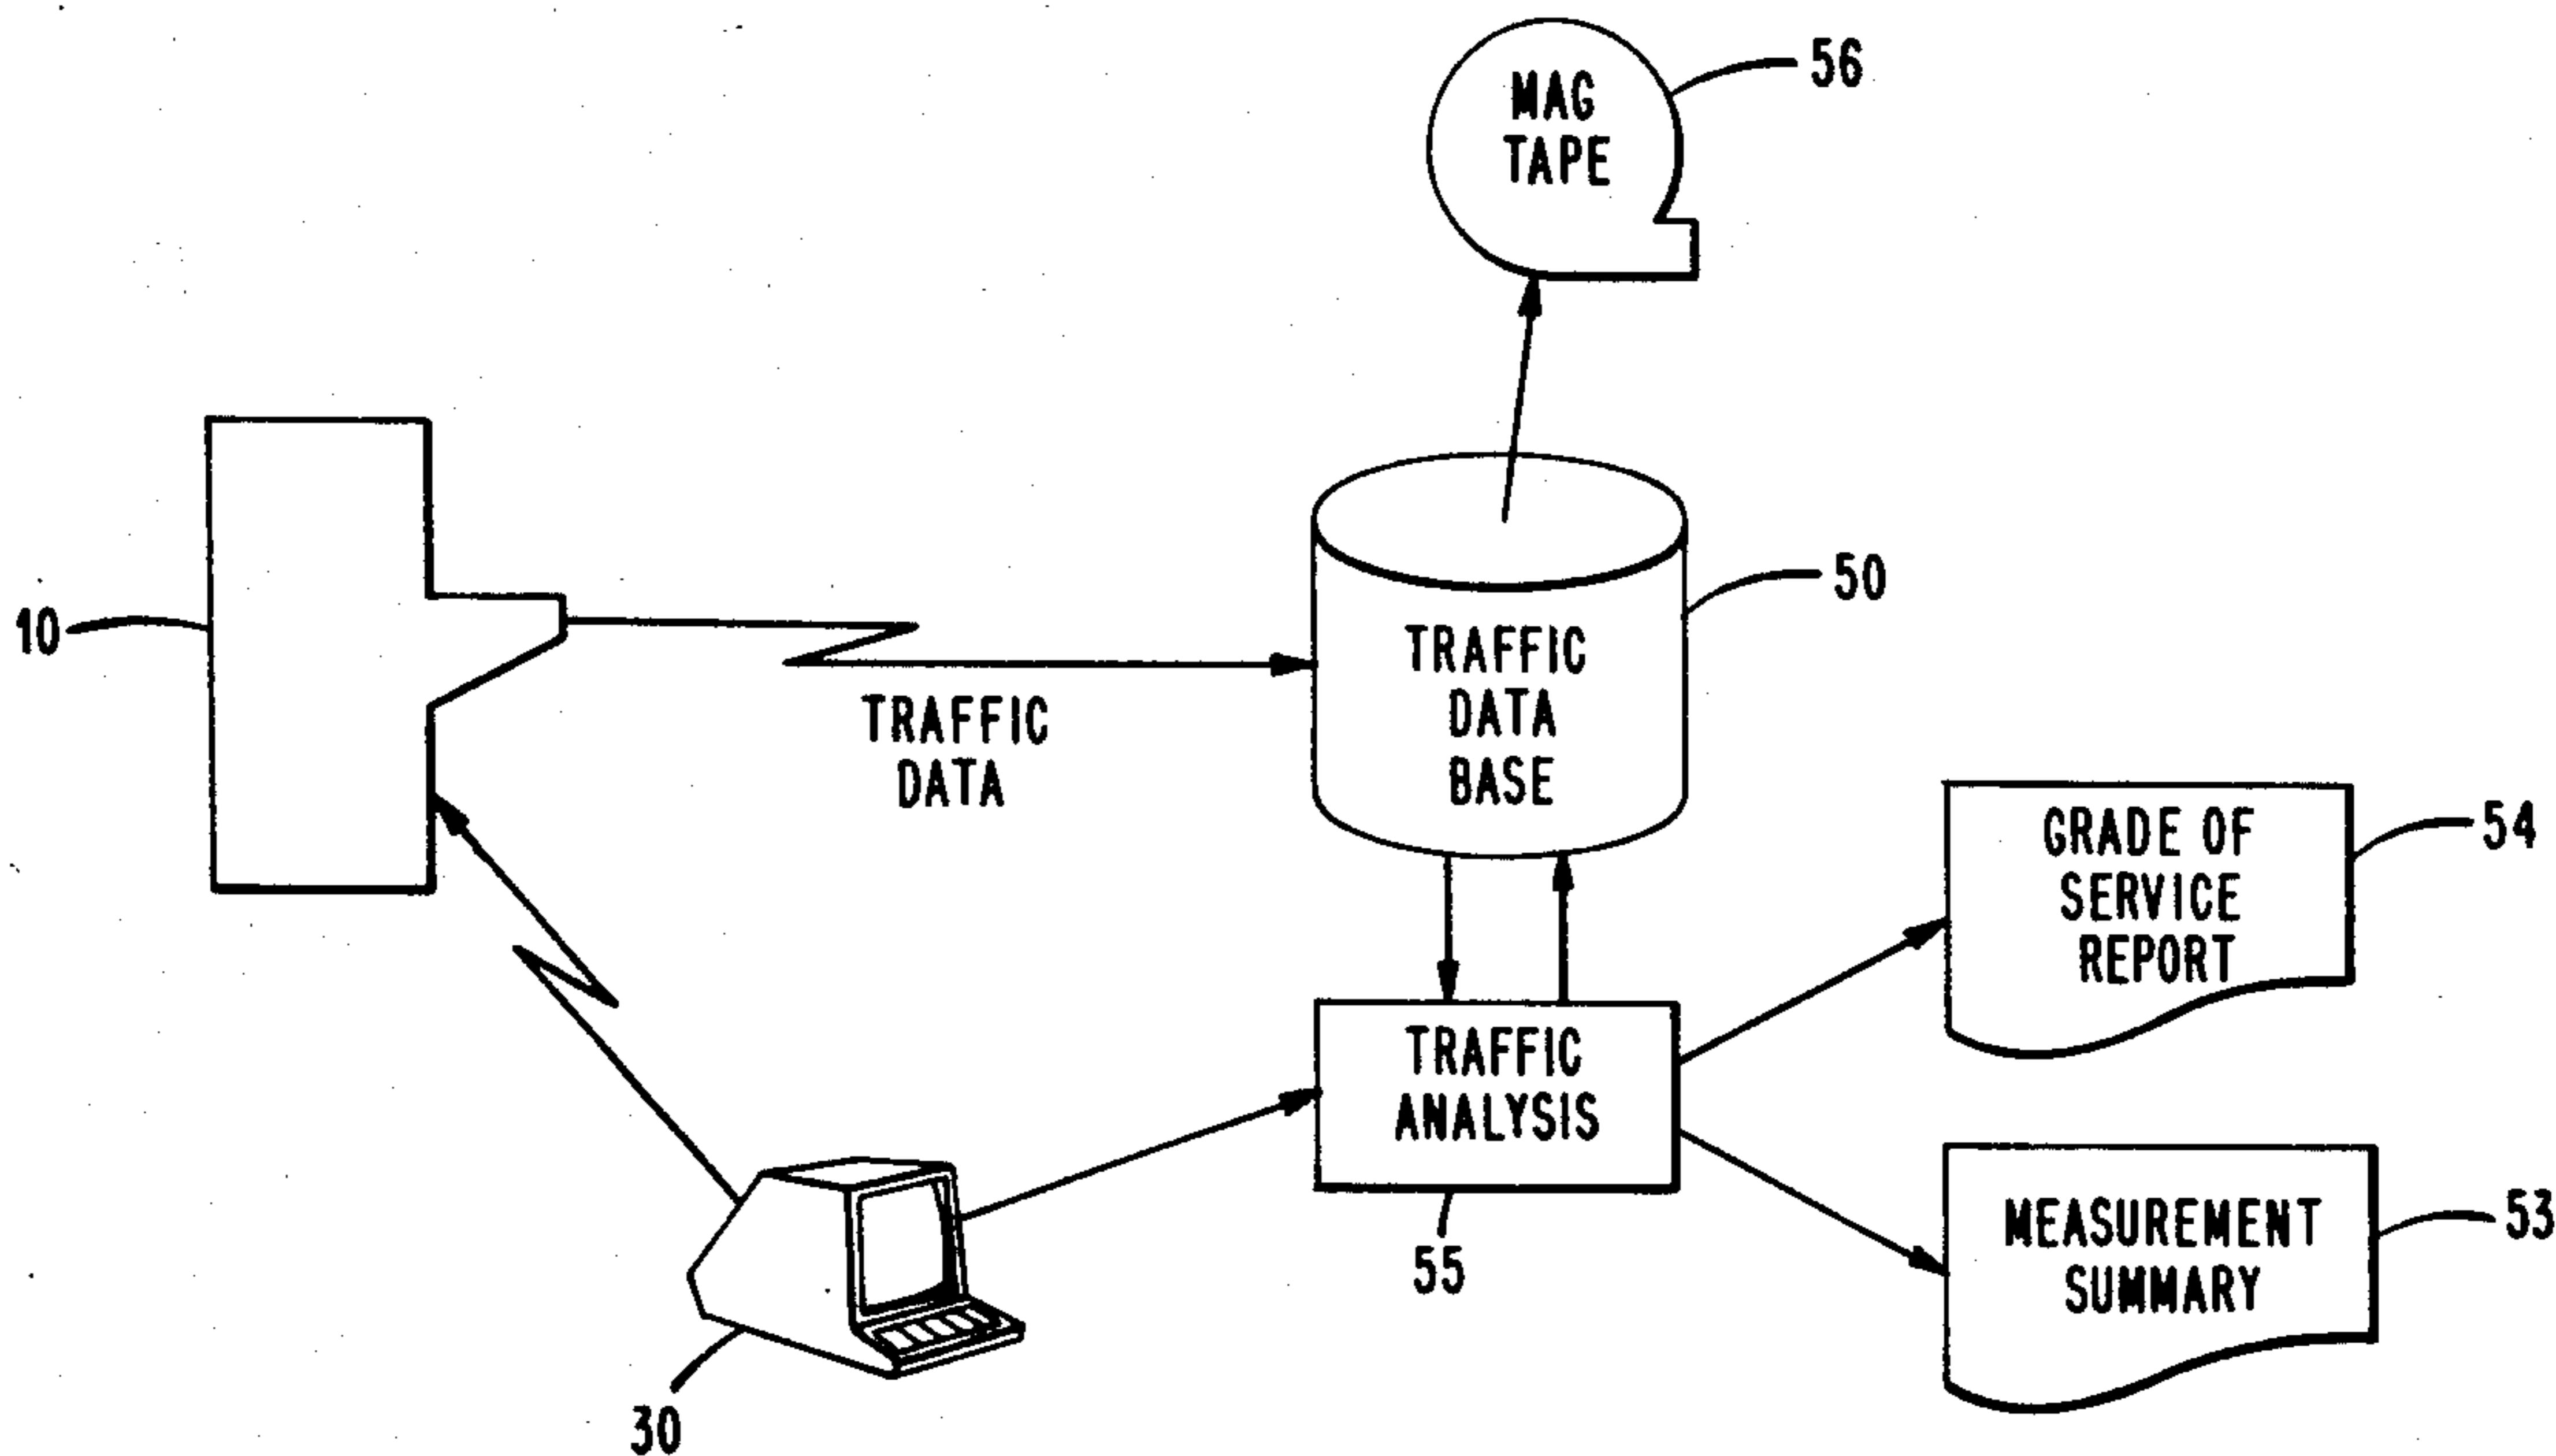 MAG
TAPE
56
50
10
TRAFFIC
DATA
BASE
TRAFFIC
DATA
GRADE OF
SERVICE
REPORT
54
TRAFFIC
ANALYSIS
55
MEASUREMENT
SUMMARY
53
30